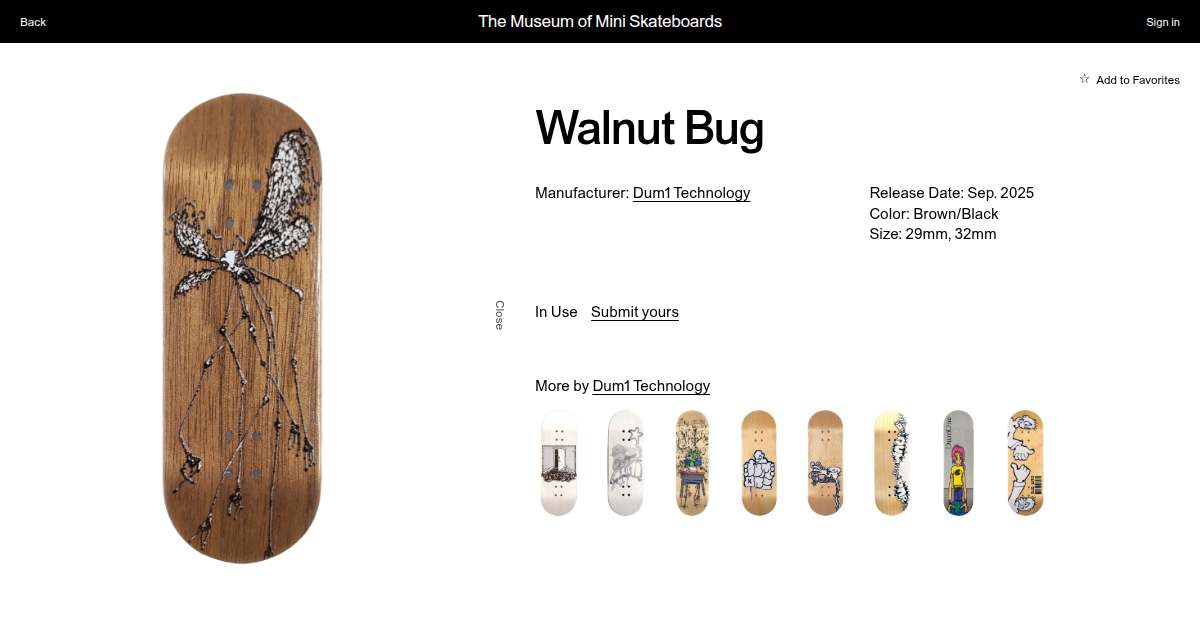 Back
The Museum of Mini Skateboards
Sign in
☆ Add to Favorites
Walnut Bug
Manufacturer: Dum1 Technology
Release Date: Sep. 2025
Color: Brown/Black
Size: 29mm, 32mm
Close
In Use Submit yours
More by Dum1 Technology